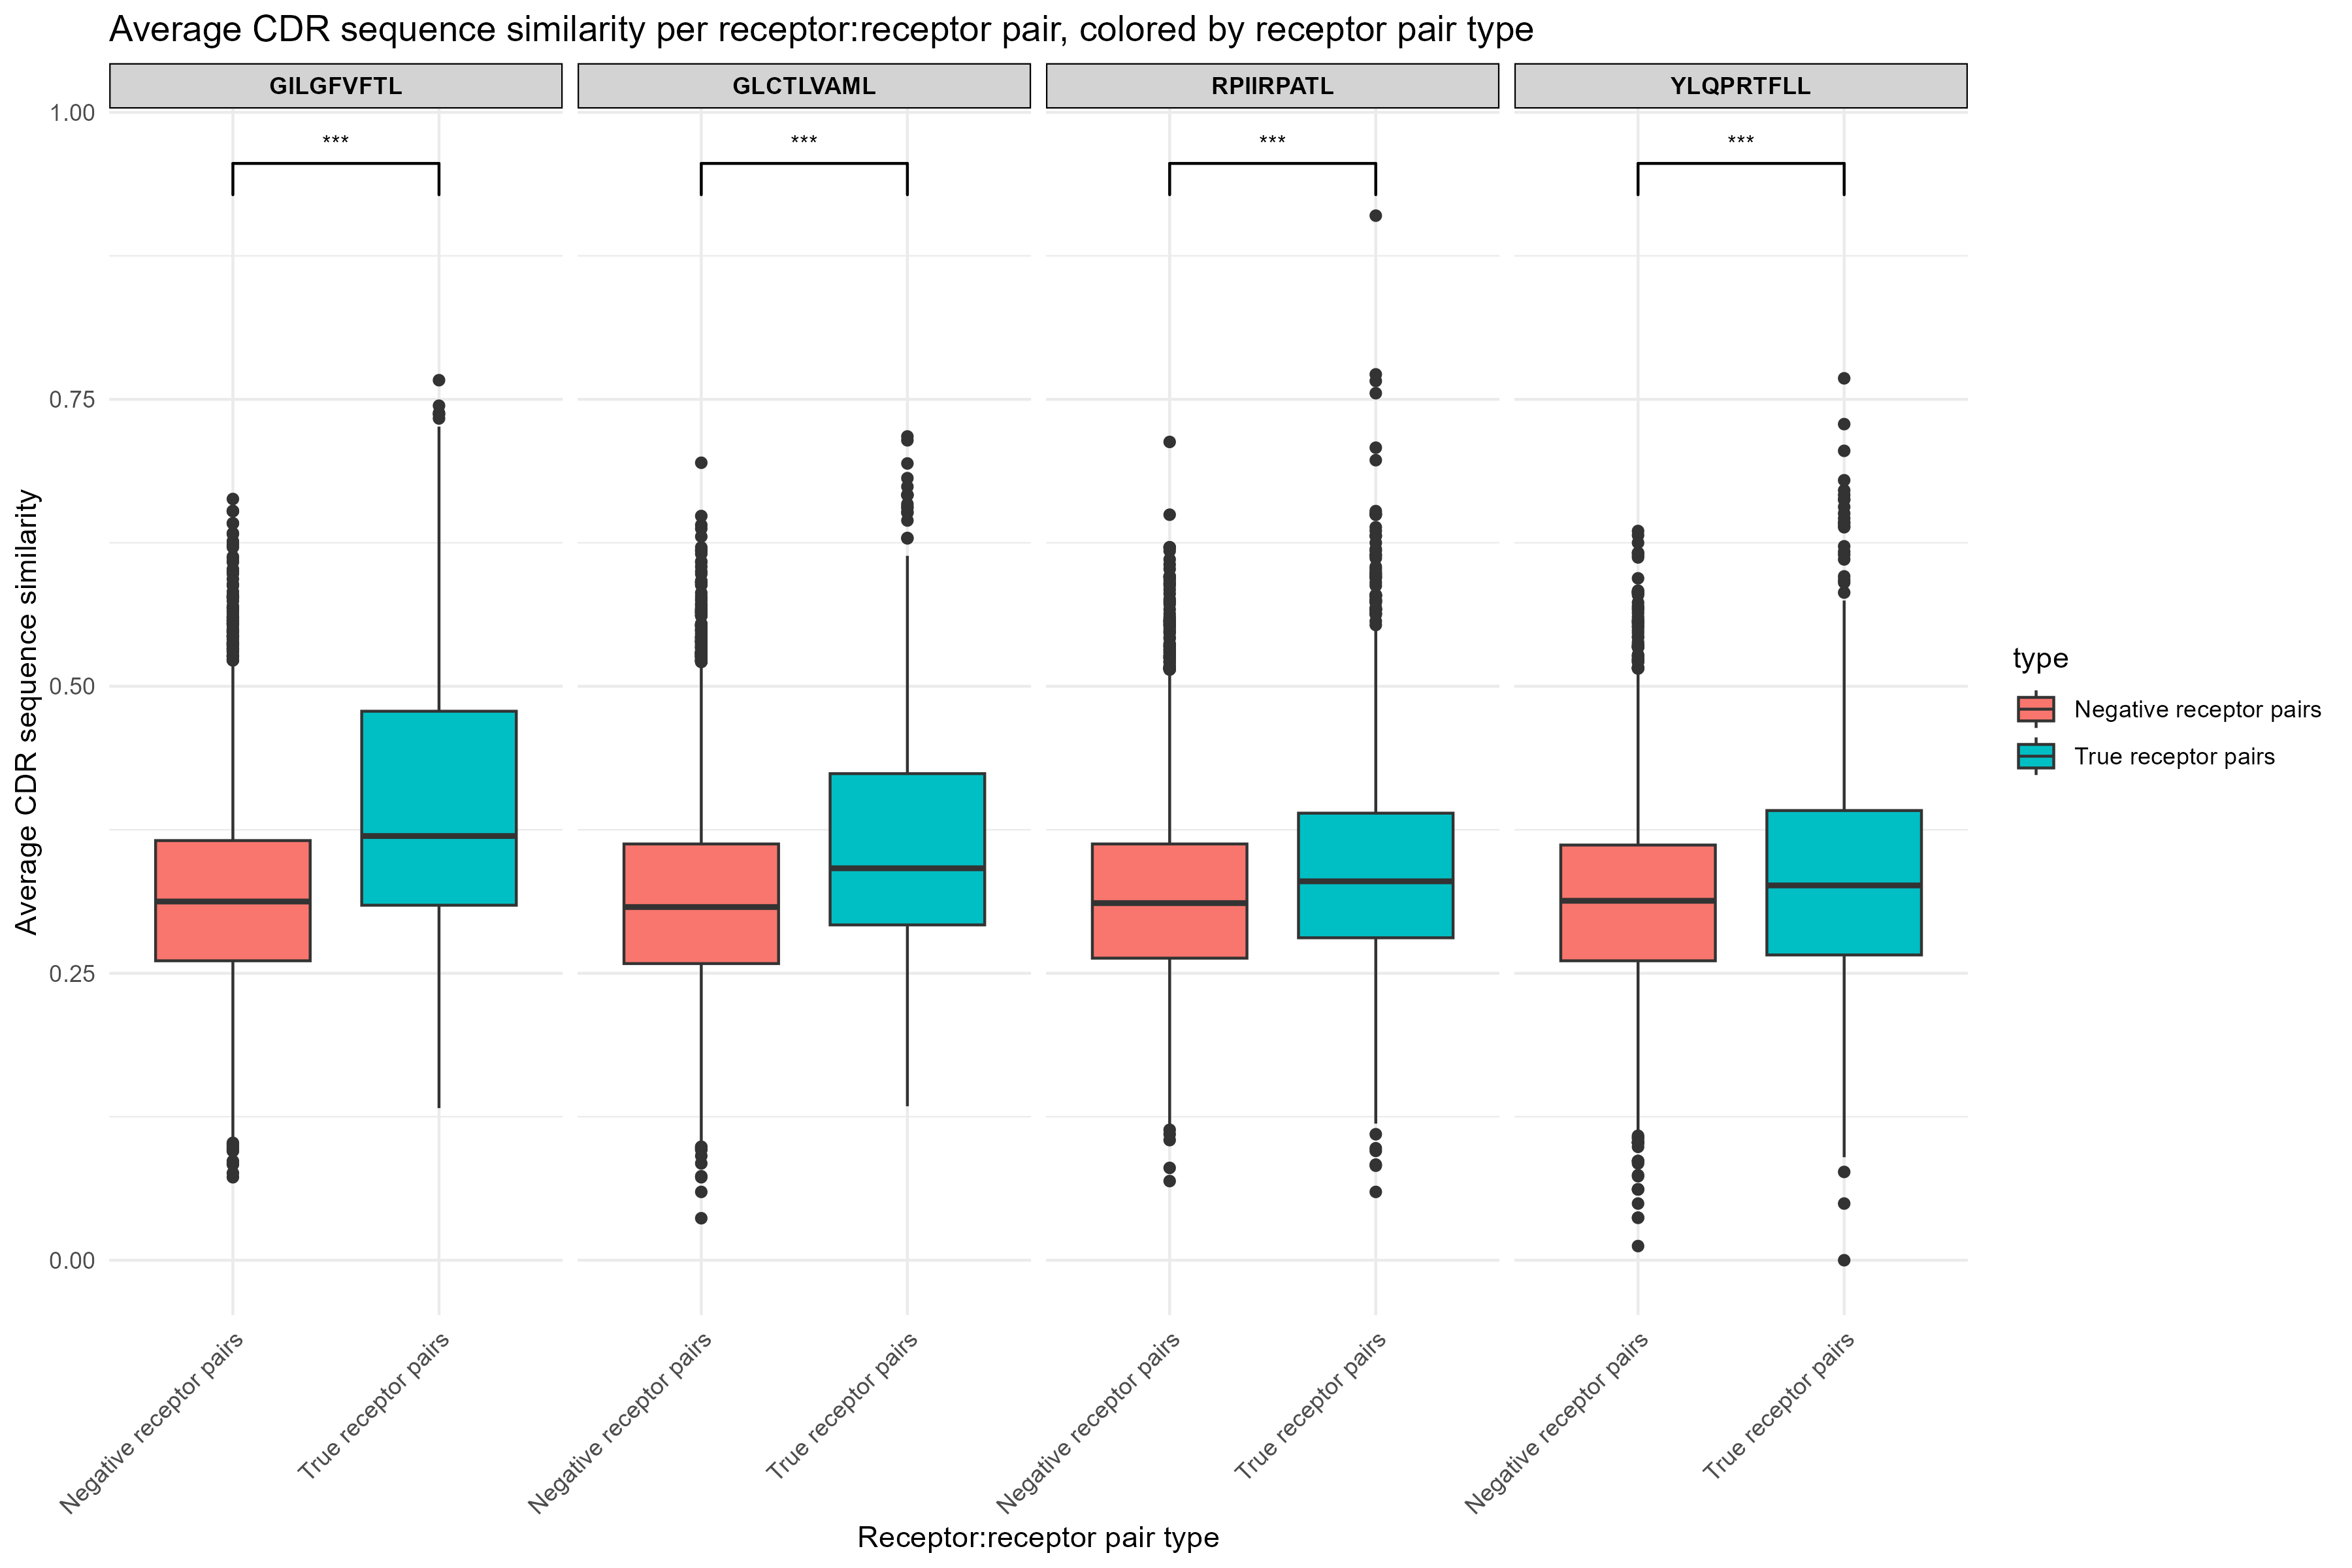 Average CDR sequence similarity per receptor:receptor pair, colored by receptor pair type
GILGFVFTL
GLCTLVAML
RPIIRPATL
YLQPRTFLL
1.00
0.75
0.50
0.25
0.00
***
***
***
***
Average CDR sequence similarity
Negative receptor pairs
True receptor pairs
Negative receptor pairs
True receptor pairs
Negative receptor pairs
True receptor pairs
Negative receptor pairs
True receptor pairs
Receptor:receptor pair type
type
Negative receptor pairs
True receptor pairs